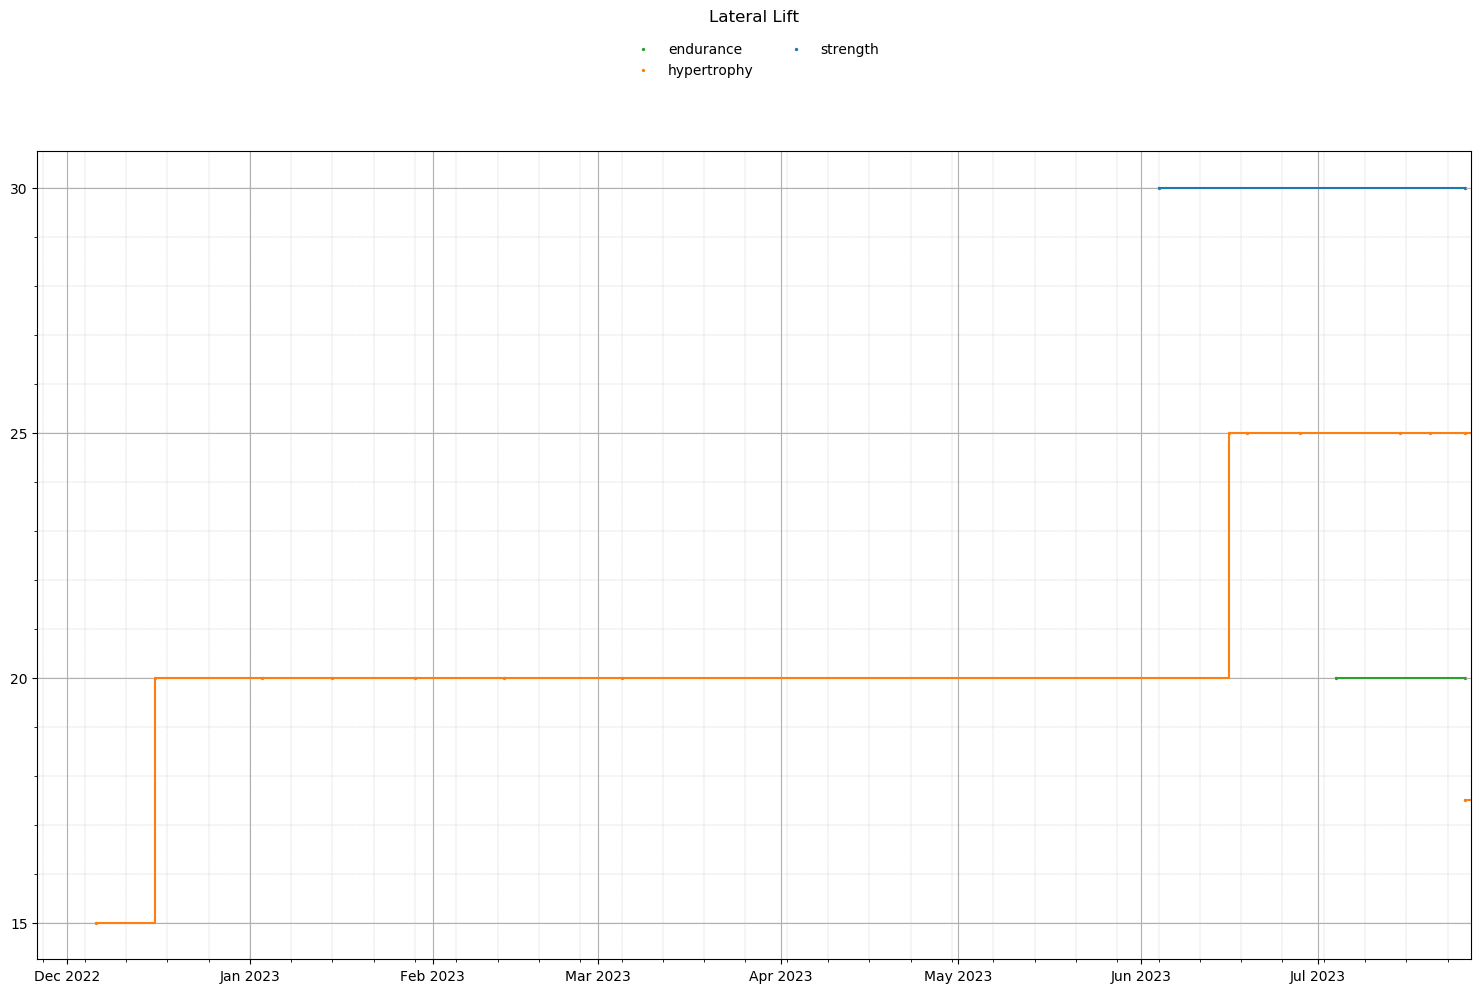 Lateral Lift
endurance
hypertrophy
strength
30
25
20
15
Dec 2022
Jan 2023
Feb 2023
Mar 2023
Apr 2023
May 2023
Jun 2023
Jul 2023